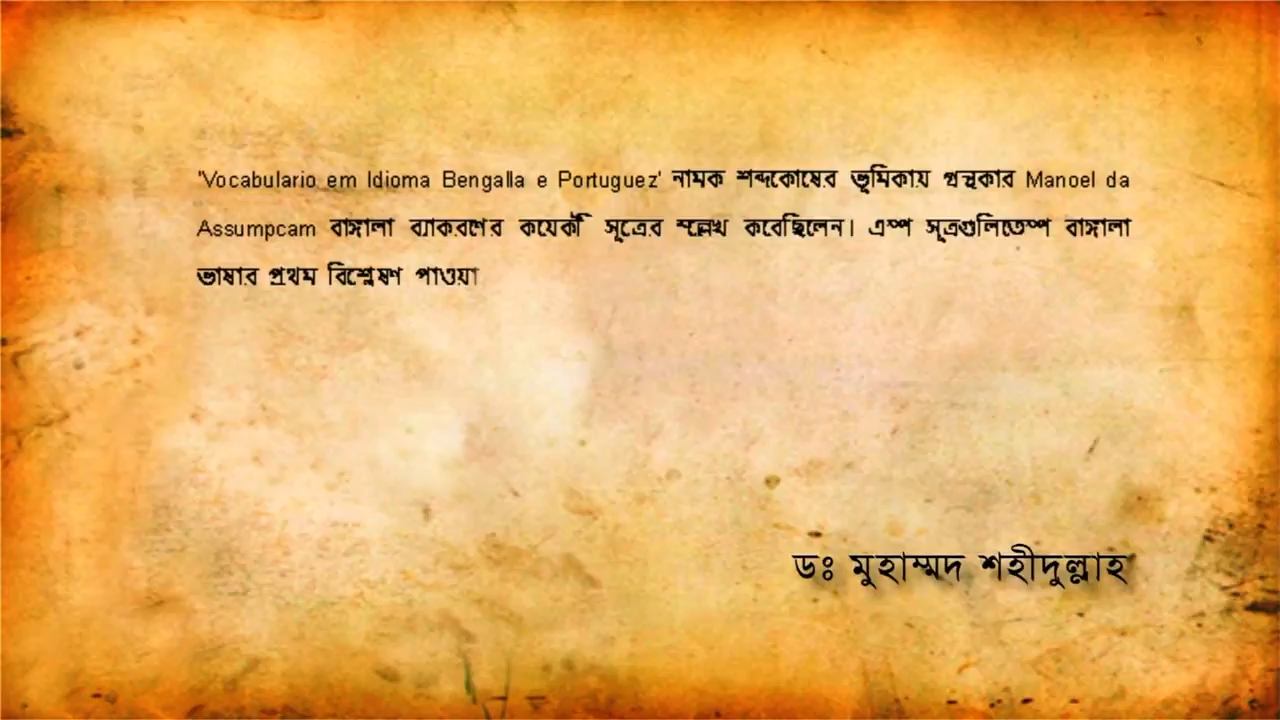 'Vocabulario em Idioma Bengalla e Portuguez' নামক শব্দকোষের ভূমিকায় গ্রন্থকার Manoel da
Assumpcam বাঙ্গালা ব্যাকরণের কয়েকটি সূত্রের উল্লেখ করেছিলেন। এই সূত্রগুলিতেই বাঙ্গালা
ভাষার প্রথম বিশ্লেষণ পাওয়া
ডঃ মুহাম্মদ শহীদুল্লাহ